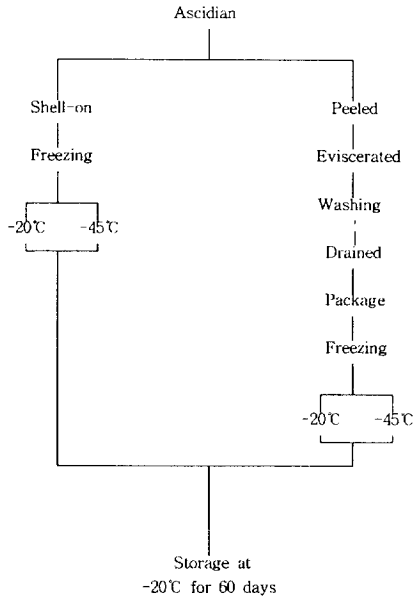 Ascidian
Shell-on
Peeled
Freezing
Eviscerated
Washing
-20℃
-45℃
Drained
Package
Freezing
-20℃
-45℃
Storage at
-20℃ for 60 days